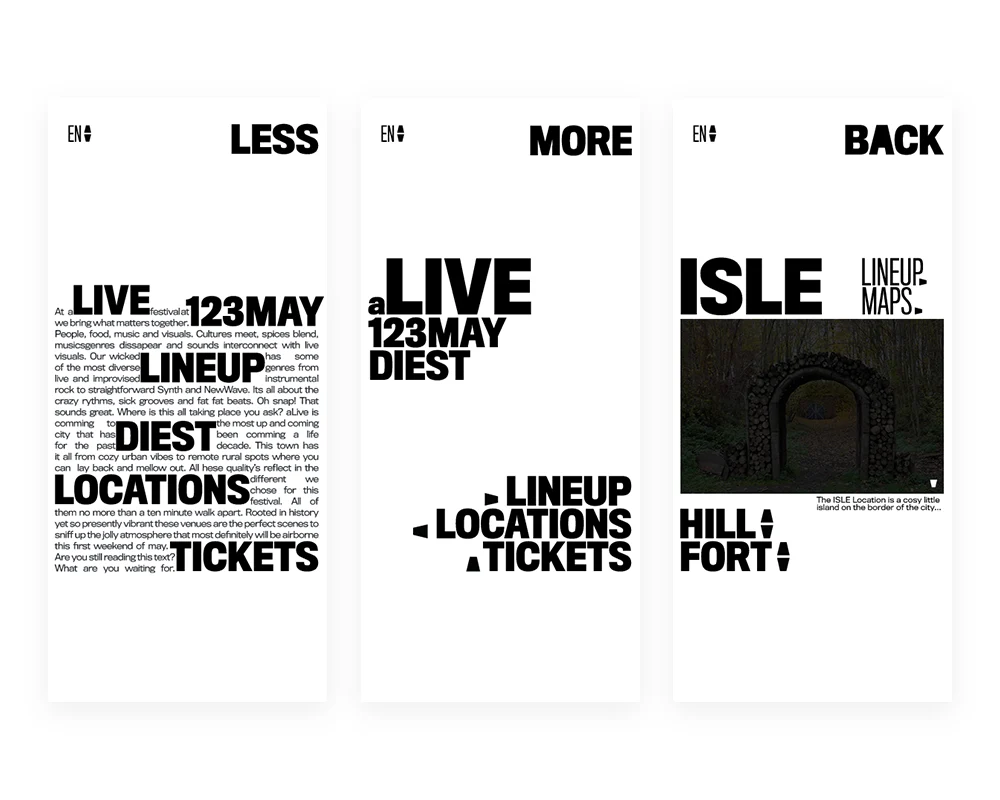 EN
LESS
At a LIVE festival at 123MAY
we bring what matters together.
People, food, music and visuals. Cultures meet, spices blend,
musicsgenres dissapear and sounds interconnect with live
visuals. Our wicked LINEUP has some
of the most diverse genres from
live and improvised instrumental
rock to straightforward Synth and NewWave. Its all about the
crazy rythms, sick grooves and fat fat beats. Oh snap! That
sounds great. Where is this all taking place you ask? aLive is
comming to DIEST the most up and coming
city that has been comming a life
for the past decade. This town has
it all from cozy urban vibes to remote rural spots where you
can lay back and mellow out. All hese quality's reflect in the
LOCATIONS different we
chose for this
festival. All of
them no more than a ten minute walk apart. Rooted in history
yet so presently vibrant these venues are the perfect scenes to
sniff up the jolly atmosphere that most definitely will be airborne
this first weekend of may. TICKETS
Are you still reading this text?
What are you waiting for.
EN
MORE
aLIVE
123MAY
DIEST
LINEUP
LOCATIONS
TICKETS
EN
BACK
ISLE
LINEUP
MAPS
The ISLE Location is a cosy little
island on the border of the city...
HILL
FORT